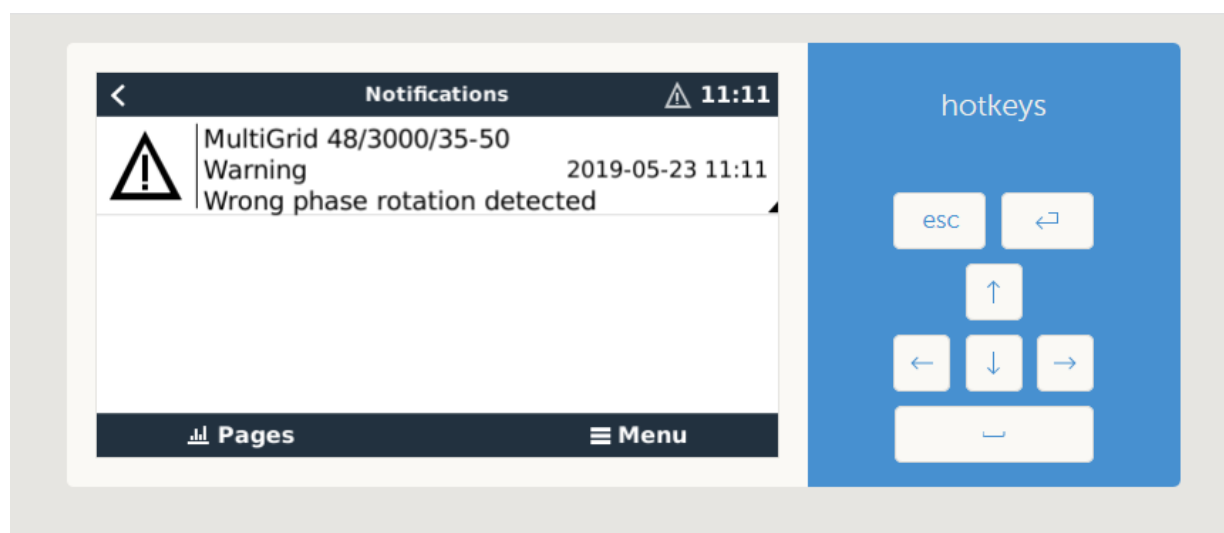 Notifications
11:11
MultiGrid 48/3000/35-50
Warning 2019-05-23 11:11
Wrong phase rotation detected
Pages
Menu
hotkeys
esc